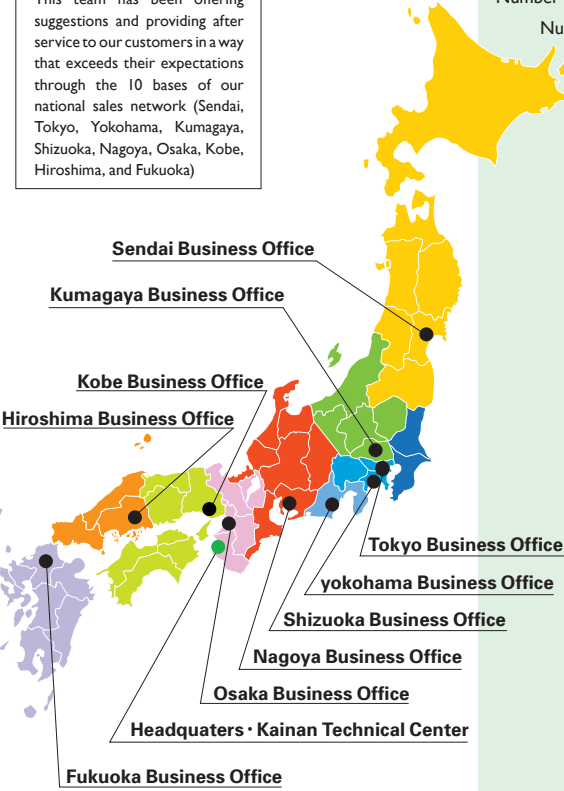 This team has been offering
suggestions and providing after
service to our customers in a way
that exceeds their expectations
through the 10 bases of our
national sales network (Sendai,
Tokyo, Yokohama, Kumagaya,
Shizuoka, Nagoya, Osaka, Kobe,
Hiroshima, and Fukuoka)
Number
Nu
Sendai Business Office
Kumagaya Business Office
Kobe Business Office
Hiroshima Business Office
Tokyo Business Office
yokohama Business Office
Shizuoka Business Office
Nagoya Business Office
Osaka Business Office
Headquaters・Kainan Technical Center
Fukuoka Business Office